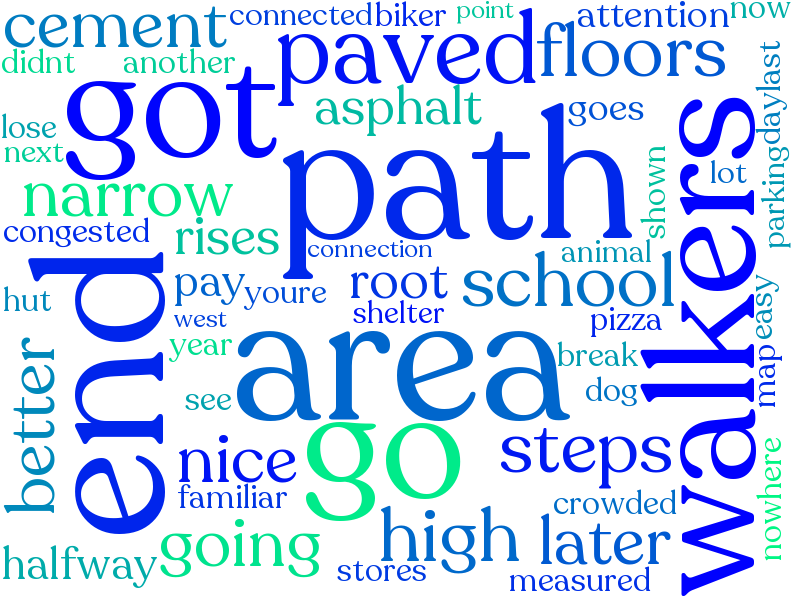 cement
connected
biker
point
attention
now
didnt
another
got
paved
floors
asphalt
goes
lose
next
path
walkers
shown
lot
parking
day
last
narrow
congested
rises
connection
animal
end
hut
pay
youre
root
school
west
shelter
pizza
easy
map
year
area
break
see
dog
better
nice
go
steps
familiar
crowded
nowhere
halfway
going
high
later
stores
measured